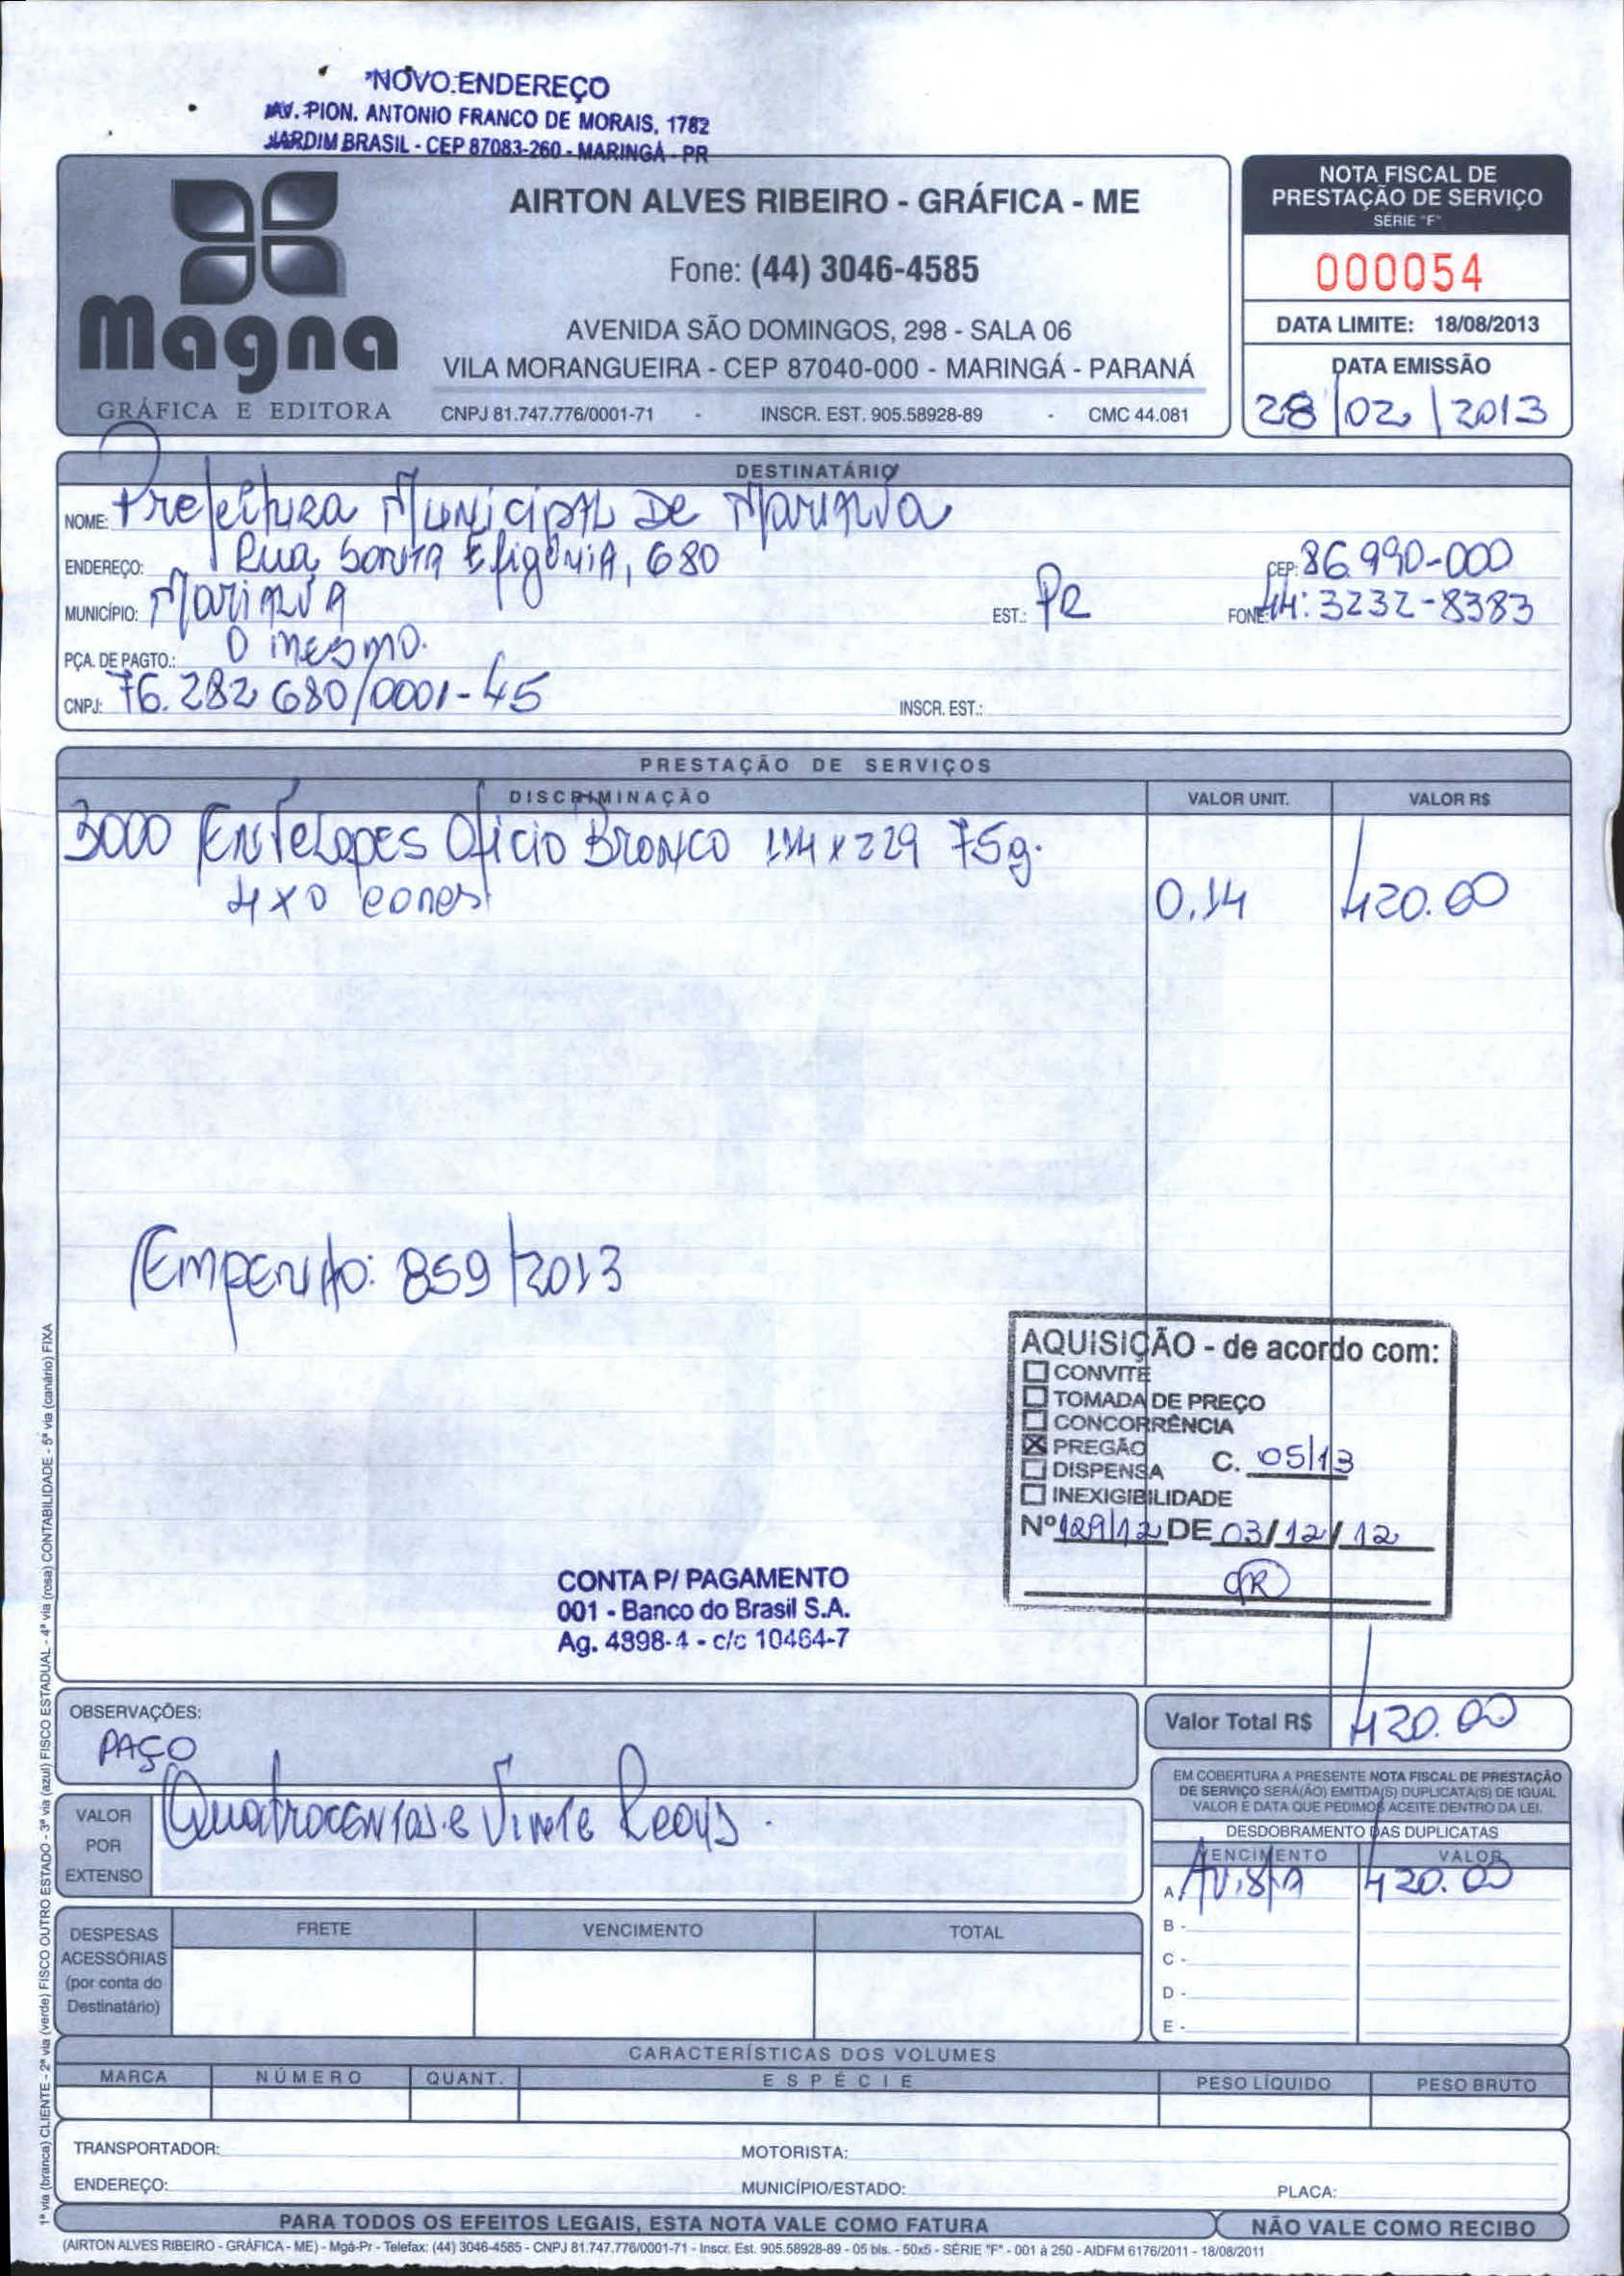 "NOVO ENDEREÇO
AV. PION. ANTONIO FRANCO DE MORAIS, 1782
JARDIM BRASIL - CEP 87083-260 - MARINGÁ - PR
Magna
GRÁFICA E EDITORA
AIRTON ALVES RIBEIRO - GRÁFICA - ME
Fone: (44) 3046-4585
AVENIDA SÃO DOMINGOS, 298 - SALA 06
VILA MORANGUEIRA - CEP 87040-000 - MARINGÁ - PARANÁ
CNPJ 81.747.776/0001-71 - INSCR. EST. 905.58928-89 - CMC 44.081
NOTA FISCAL DE
PRESTAÇÃO DE SERVIÇO
SÉRIE "F"
000054
DATA LIMITE: 18/08/2013
DATA EMISSÃO
28/02/2013
DESTINATÁRIO
NOME: Prefeitura Municipal De Marialva
ENDEREÇO: Rua Santa Efigênia, 680 CEP: 86.990-000
MUNICÍPIO: Marialva EST.: PR FONE: 44: 3232-8383
PÇA. DE PAGTO.: O mesmo.
CNPJ: 76.282 680/0001-45 INSCR. EST.:
PRESTAÇÃO DE SERVIÇOS
DISCRIMINAÇÃO VALOR UNIT. VALOR R$
3000 Envelopes Oficio Branco 114 x 229 75g.
4x0 cores 0.14 420.00
Empenho: 859/2013
AQUISIÇÃO - de acordo com:
CONVITE
TOMADA DE PREÇO
CONCORRÊNCIA
PREGÃO
DISPENSA C. 05/13
INEXIGIBILIDADE
Nº 129/12 DE 03/12/12
CONTA P/ PAGAMENTO
001 - Banco do Brasil S.A.
Ag. 4398-4 - c/c 10464-7
OBSERVAÇÕES:
PAÇO
Valor Total R$ 420.00
VALOR
POR
EXTENSO
Quatrocentos e Vinte Reais.
EM COBERTURA A PRESENTE NOTA FISCAL DE PRESTAÇÃO
DE SERVIÇO SERÁ(ÃO) EMITDA(S) DUPLICATA(S) DE IGUAL
VALOR E DATA QUE PEDIMOS ACEITE DENTRO DA LEI.
DESDOBRAMENTO DAS DUPLICATAS
VENCIMENTO VALOR
A Avista 420.00
B -
C -
D -
E -
DESPESAS
ACESSÓRIAS
(por conta do
Destinatário)
FRETE VENCIMENTO TOTAL
CARACTERÍSTICAS DOS VOLUMES
MARCA NÚMERO QUANT. ESPÉCIE PESO LÍQUIDO PESO BRUTO
TRANSPORTADOR: MOTORISTA:
ENDEREÇO: MUNICÍPIO/ESTADO: PLACA:
PARA TODOS OS EFEITOS LEGAIS, ESTA NOTA VALE COMO FATURA NÃO VALE COMO RECIBO
(AIRTON ALVES RIBEIRO - GRÁFICA - ME) - Mgá-Pr - Telefax: (44) 3046-4585 - CNPJ 81.747.776/0001-71 - Inscr. Est. 905.58928-89 - 05 bls. - 50x5 - SÉRIE "F" - 001 à 250 - AIDFM 6176/2011 - 18/08/2011
1ª via (branca) CLIENTE - 2ª via (verde) FISCO OUTRO ESTADO - 3ª via (azul) FISCO ESTADUAL - 4ª via (rosa) CONTABILIDADE - 5ª via (canário) FIXA